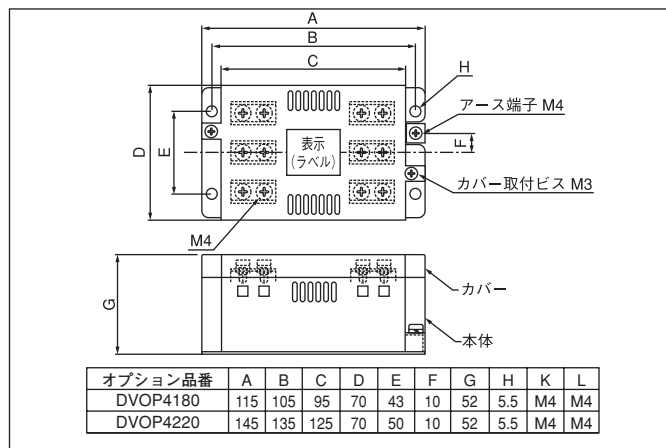 A
B
C
H
アース端子 M4
F
D
E
表示
(ラベル)
カバー取付ビス M3
M4
G
カバー
本体
オプション品番 A B C D E F G H K L
DVOP4180 115 105 95 70 43 10 52 5.5 M4 M4
DVOP4220 145 135 125 70 50 10 52 5.5 M4 M4